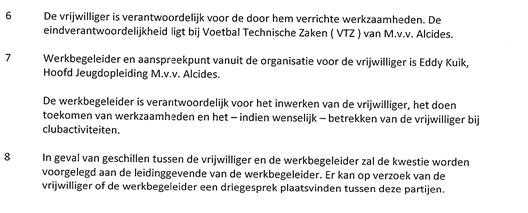 6 De vrijwilliger is verantwoordelijk voor de door hem verrichte werkzaamheden. De
eindverantwoordelijkheid ligt bij Voetbal Technische Zaken ( VTZ ) van M.v.v. Alcides.
7 Werkbegeleider en aanspreekpunt vanuit de organisatie voor de vrijwilliger is Eddy Kuik,
Hoofd Jeugdopleiding M.v.v. Alcides.
De werkbegeleider is verantwoordelijk voor het inwerken van de vrijwilliger, het doen
toekomen van werkzaamheden en het – indien wenselijk – betrekken van de vrijwilliger bij
clubactiviteiten.
8 In geval van geschillen tussen de vrijwilliger en de werkbegeleider zal de kwestie worden
voorgelegd aan de leidinggevende van de werkbegeleider. Er kan op verzoek van de
vrijwilliger of de werkbegeleider een driegesprek plaatsvinden tussen deze partijen.